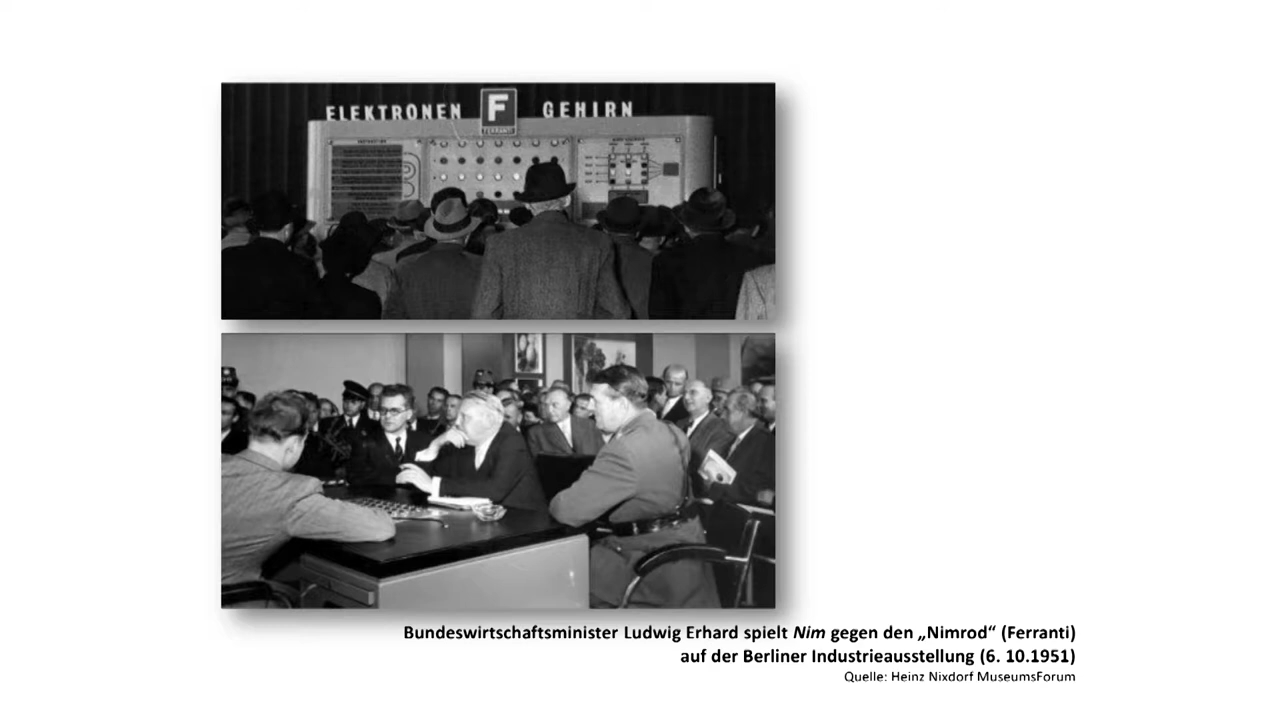 ELEKTRONEN F GEHIRN
FERRANTI
Bundeswirtschaftsminister Ludwig Erhard spielt Nim gegen den „Nimrod“ (Ferranti)
auf der Berliner Industrieausstellung (6. 10.1951)
Quelle: Heinz Nixdorf MuseumsForum